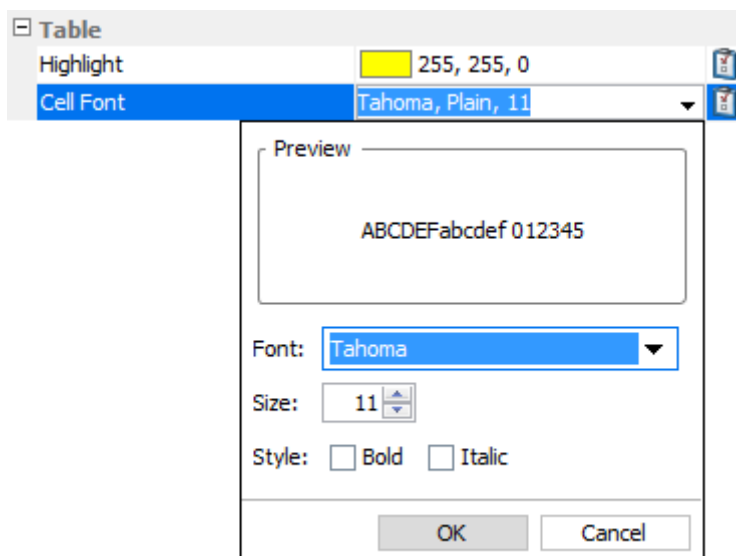 Table
Highlight 255, 255, 0
Cell Font Tahoma, Plain, 11
Preview
ABCDEFabcdef 012345
Font: Tahoma
Size: 11
Style: Bold Italic
OK Cancel